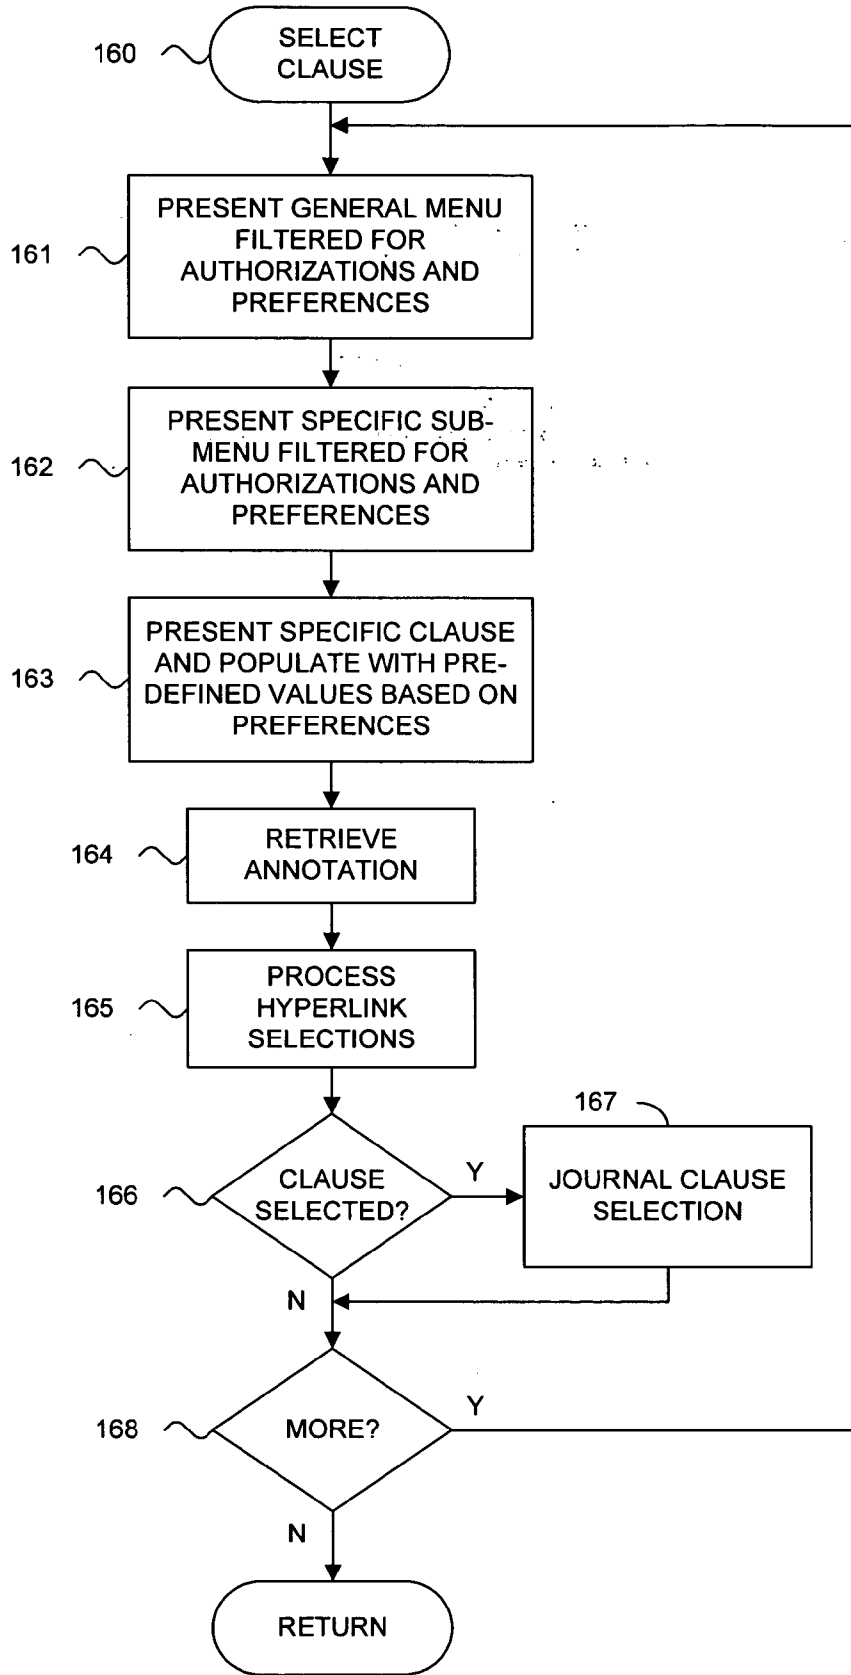 160
SELECT
CLAUSE
161
PRESENT GENERAL MENU
FILTERED FOR
AUTHORIZATIONS AND
PREFERENCES
162
PRESENT SPECIFIC SUB-
MENU FILTERED FOR
AUTHORIZATIONS AND
PREFERENCES
163
PRESENT SPECIFIC CLAUSE
AND POPULATE WITH PRE-
DEFINED VALUES BASED ON
PREFERENCES
164
RETRIEVE
ANNOTATION
165
PROCESS
HYPERLINK
SELECTIONS
166
CLAUSE
SELECTED?
Y
167
JOURNAL CLAUSE
SELECTION
N
168
MORE?
Y
N
RETURN